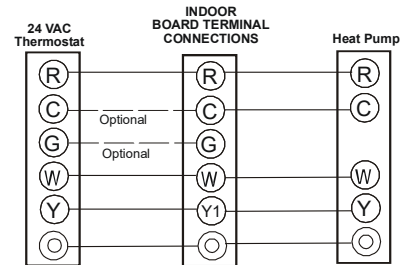 INDOOR
BOARD TERMINAL
CONNECTIONS
24 VAC
Thermostat
Heat Pump
R R R
C Optional C C
G Optional G
W W W
Y Y1 Y
O O O